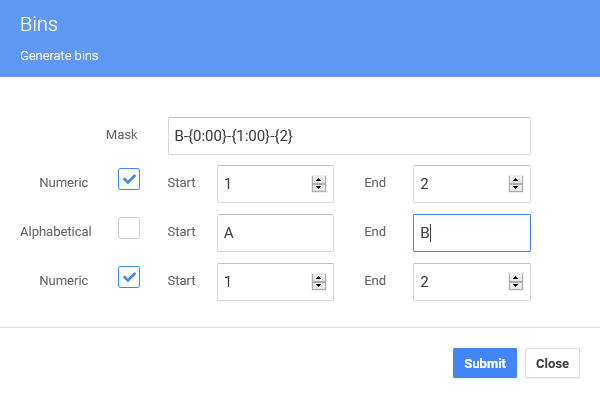 Bins
Generate bins
Mask B-{0:00}-{1:00}-{2}
Numeric Start 1 End 2
Alphabetical Start A End B
Numeric Start 1 End 2
Submit Close